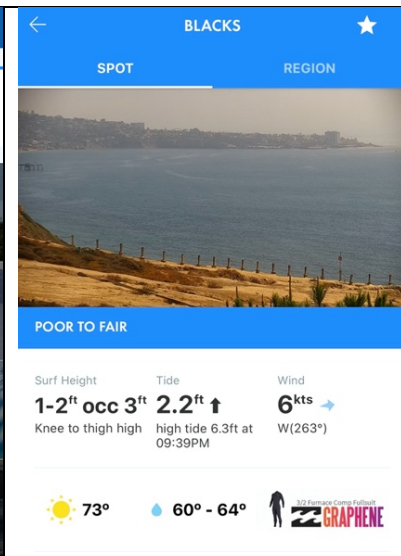 BLACKS
SPOT REGION
POOR TO FAIR
Surf Height Tide Wind
1-2ft occ 3ft 2.2ft 6kts
Knee to thigh high high tide 6.3ft at W(263°)
09:39PM
73° 60° - 64° 3/2 Furnace Comp Fullsuit
GRAPHENE